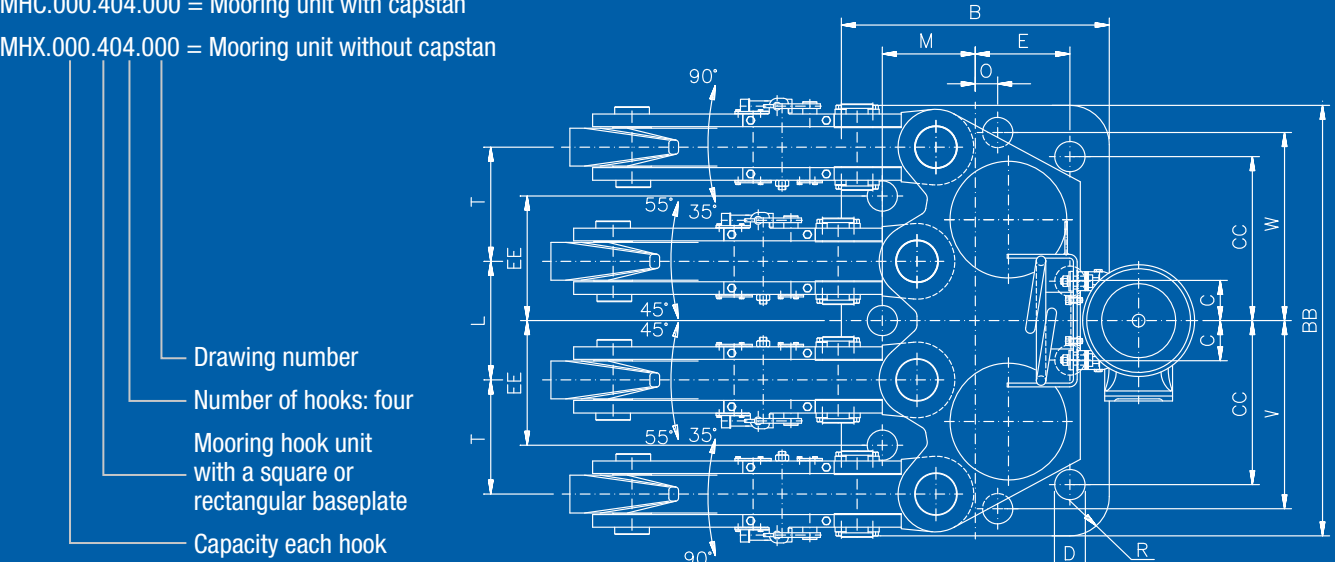 MHC.000.404.000 = Mooring unit with capstan
MHX.000.404.000 = Mooring unit without capstan
Drawing number
Number of hooks: four
Mooring hook unit
with a square or
rectangular baseplate
Capacity each hook
B
M
E
O
90°
35°
55°
45°
45°
55°
35°
90°
T
EE
L
EE
T
CC
W
C
C
BB
CC
V
D
R